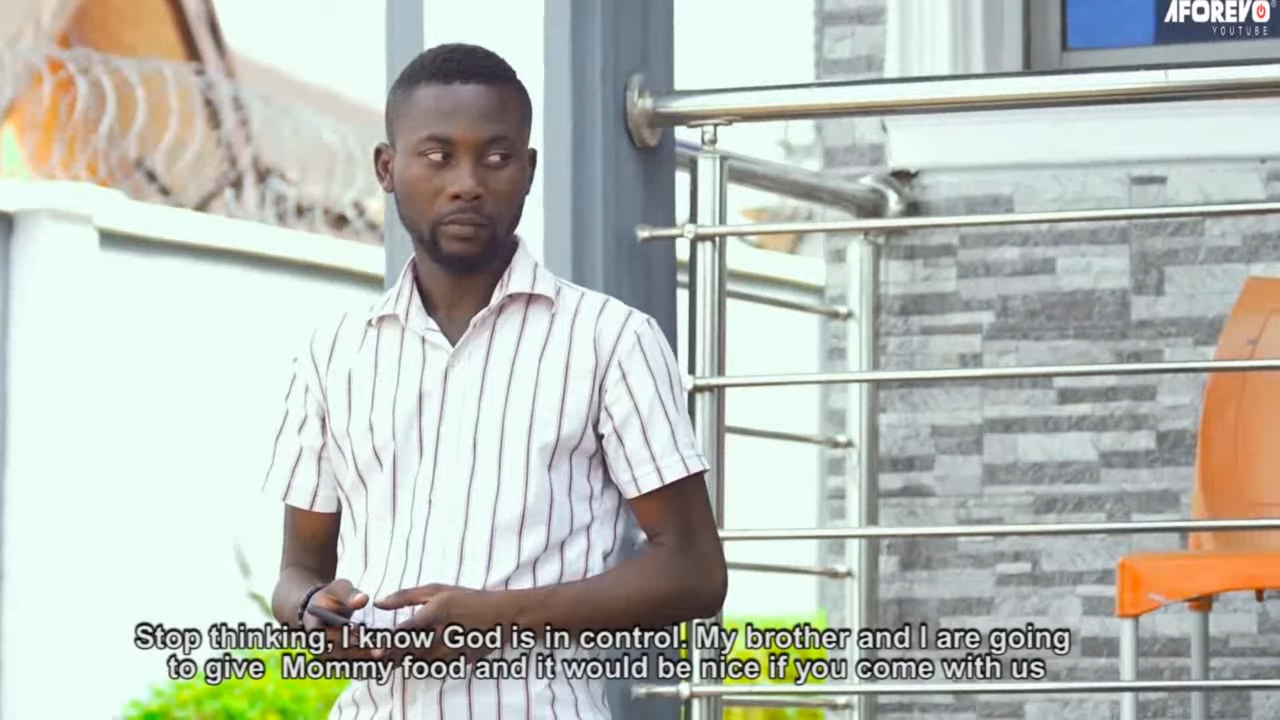 AFOREVO
YOUTUBE
Stop thinking, I know God is in control! My brother and I are going
to give  Mommy food and it would be nice if you come with us